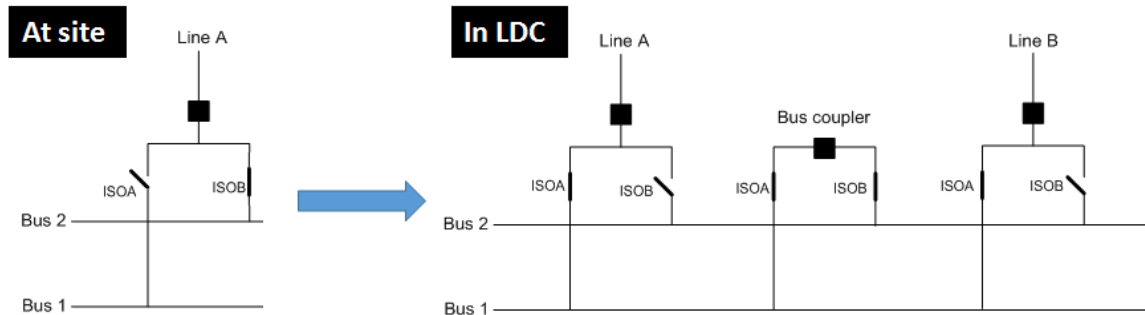 At site
In LDC
Line A
Line A
Line B
Bus coupler
ISOA
ISOB
ISOA
ISOB
ISOA
ISOB
ISOA
ISOB
Bus 2
Bus 2
Bus 1
Bus 1